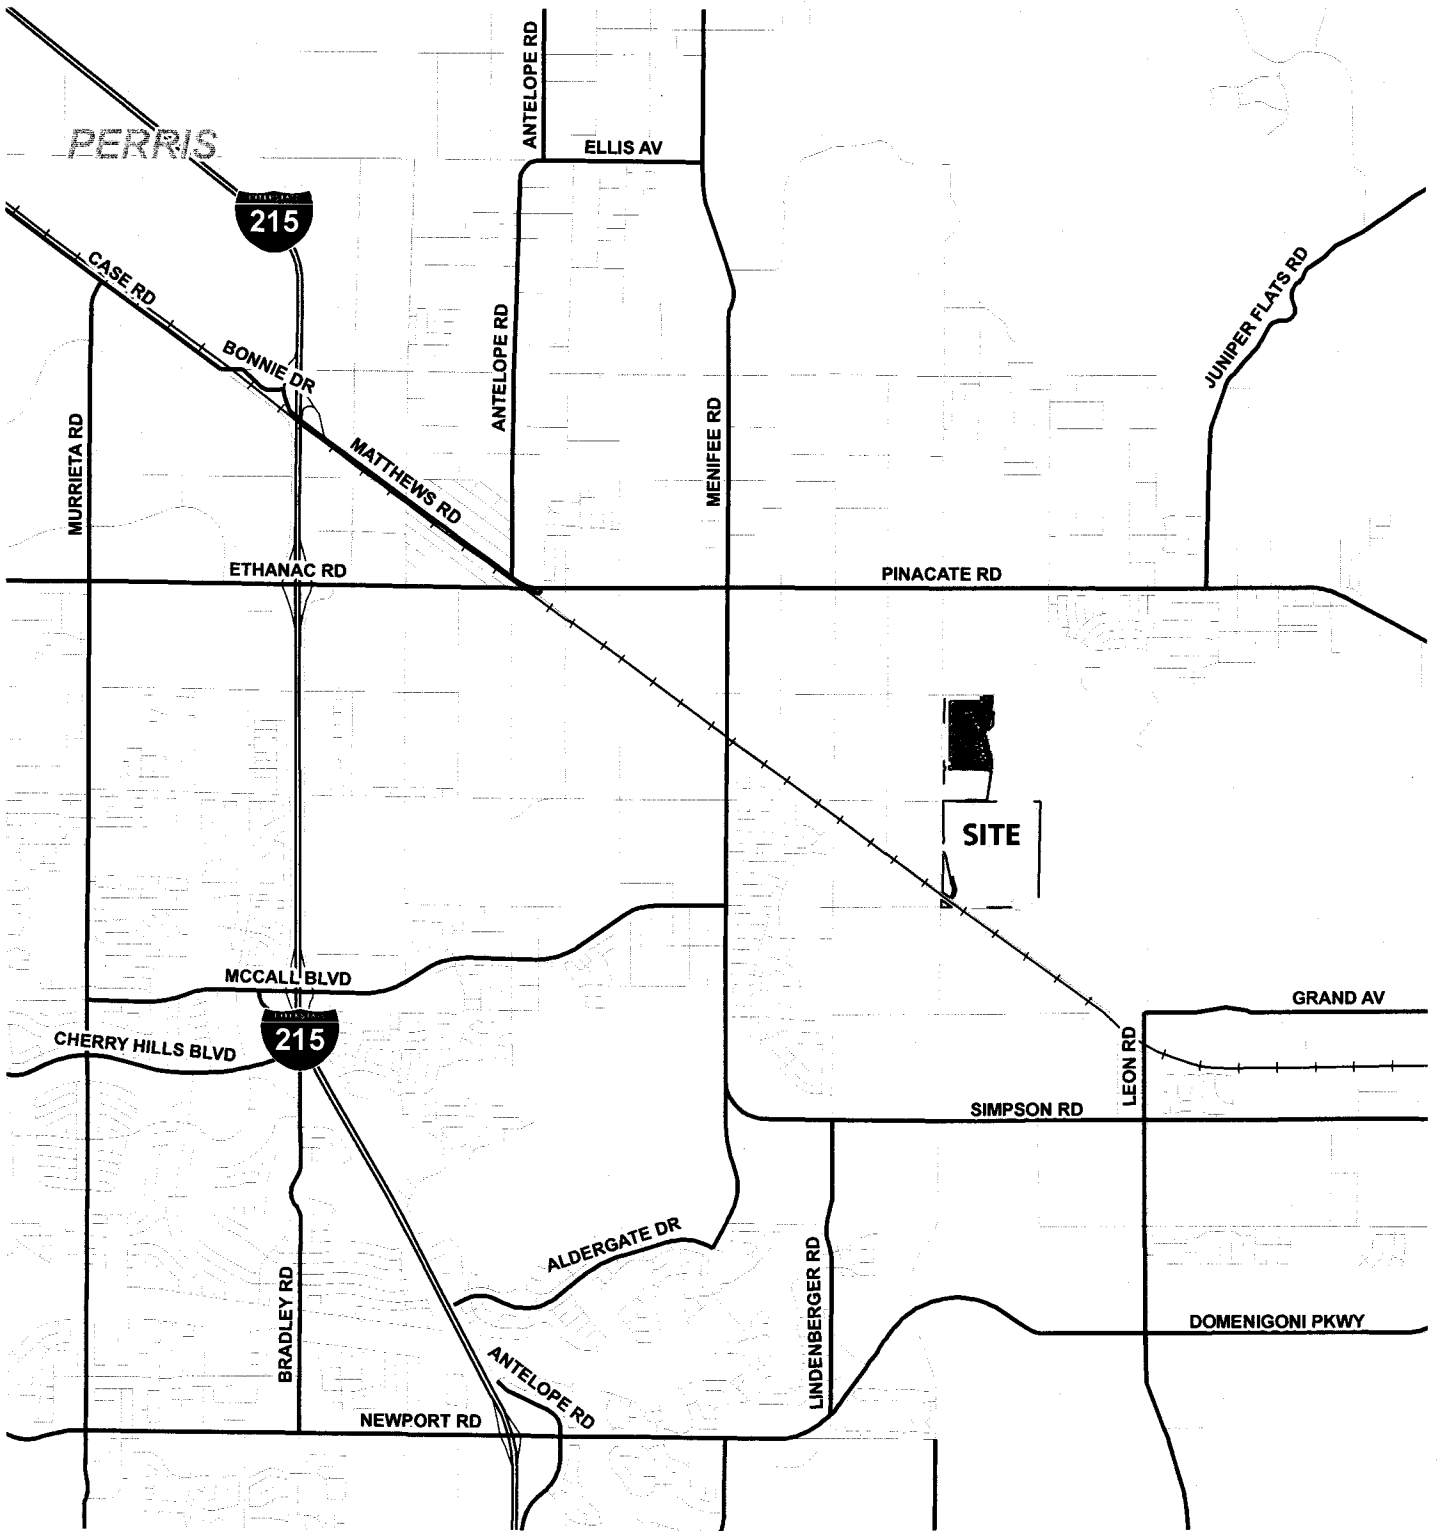 ANTELOPE RD
PERRIS
ELLIS AV
INTERSTATE
215
CASE RD
JUNIPER FLATS RD
BONNIE DR
ANTELOPE RD
MENIFEE RD
MURRIETA RD
MATTHEWS RD
ETHANAC RD
PINACATE RD
SITE
MCCALL BLVD
GRAND AV
INTERSTATE
215
CHERRY HILLS BLVD
LEON RD
SIMPSON RD
ALDERGATE DR
BRADLEY RD
LINDENBERGER RD
DOMENIGONI PKWY
ANTELOPE RD
NEWPORT RD